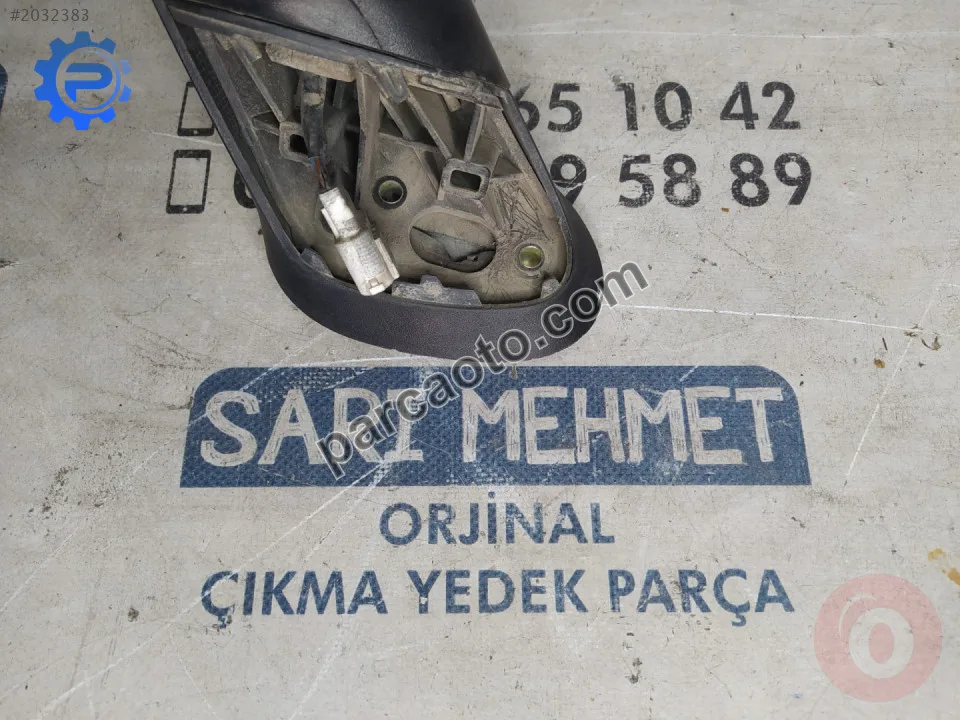 #2032383
P
65 10 42
9 58 89
parcaoto.com
SARI MEHMET
ORJİNAL
ÇIKMA YEDEK PARÇA
O